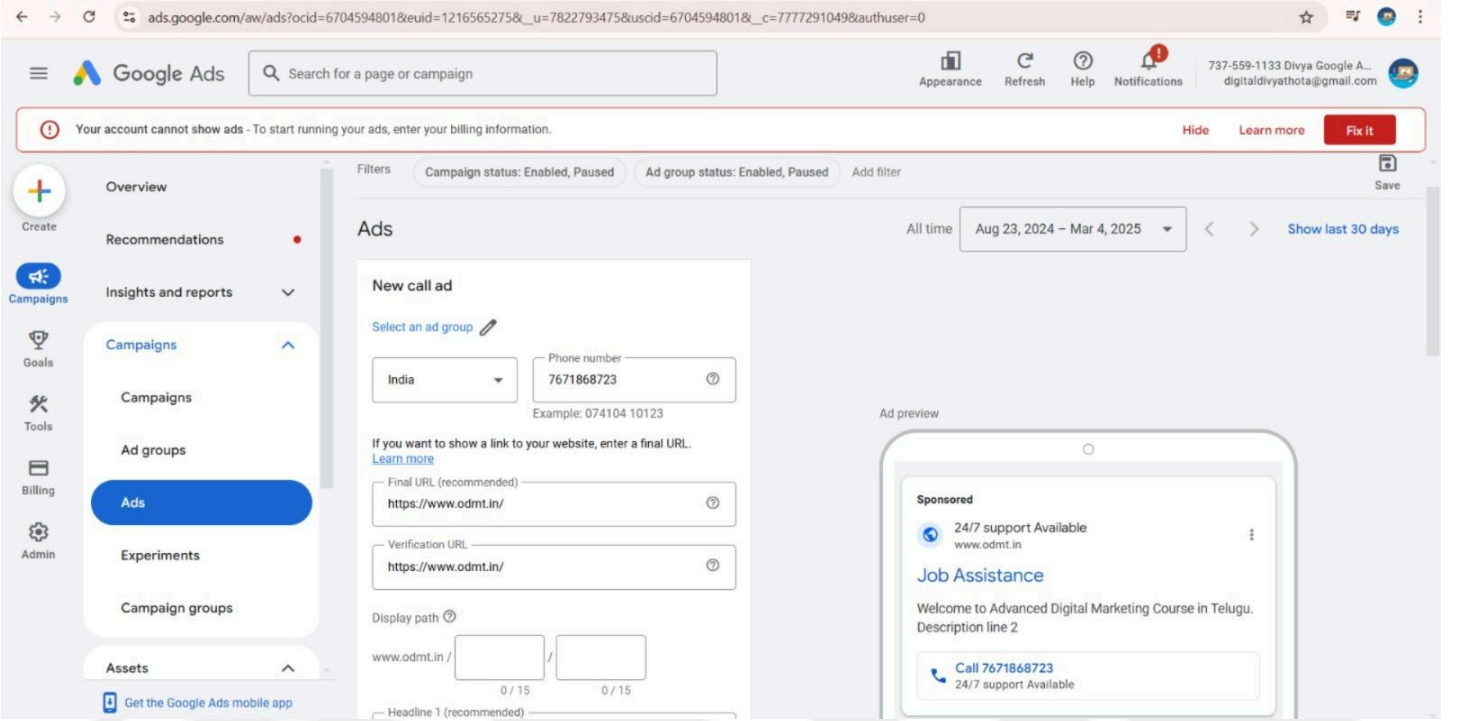 ads.google.com/aw/ads?ocid=6704594801&euid=1216565275&__u=7822793475&uscid=6704594801&__c=7777291049&authuser=0
Google Ads
Search for a page or campaign
Appearance
Refresh
Help
Notifications
737-559-1133 Divya Google A...
digitaldivyathota@gmail.com
Your account cannot show ads - To start running your ads, enter your billing information.
Hide
Learn more
Fix it
Create
Campaigns
Goals
Tools
Billing
Admin
Overview
Recommendations
Insights and reports
Campaigns
Campaigns
Ad groups
Ads
Experiments
Campaign groups
Assets
Get the Google Ads mobile app
Filters
Campaign status: Enabled, Paused
Ad group status: Enabled, Paused
Add filter
Save
Ads
All time
Aug 23, 2024 – Mar 4, 2025
Show last 30 days
New call ad
Select an ad group
India
Phone number
7671868723
Example: 074104 10123
If you want to show a link to your website, enter a final URL.
Learn more
Final URL (recommended)
https://www.odmt.in/
Verification URL
https://www.odmt.in/
Display path
www.odmt.in /
/
0 / 15
0 / 15
Headline 1 (recommended)
Ad preview
Sponsored
24/7 support Available
www.odmt.in
Job Assistance
Welcome to Advanced Digital Marketing Course in Telugu.
Description line 2
Call 7671868723
24/7 support Available